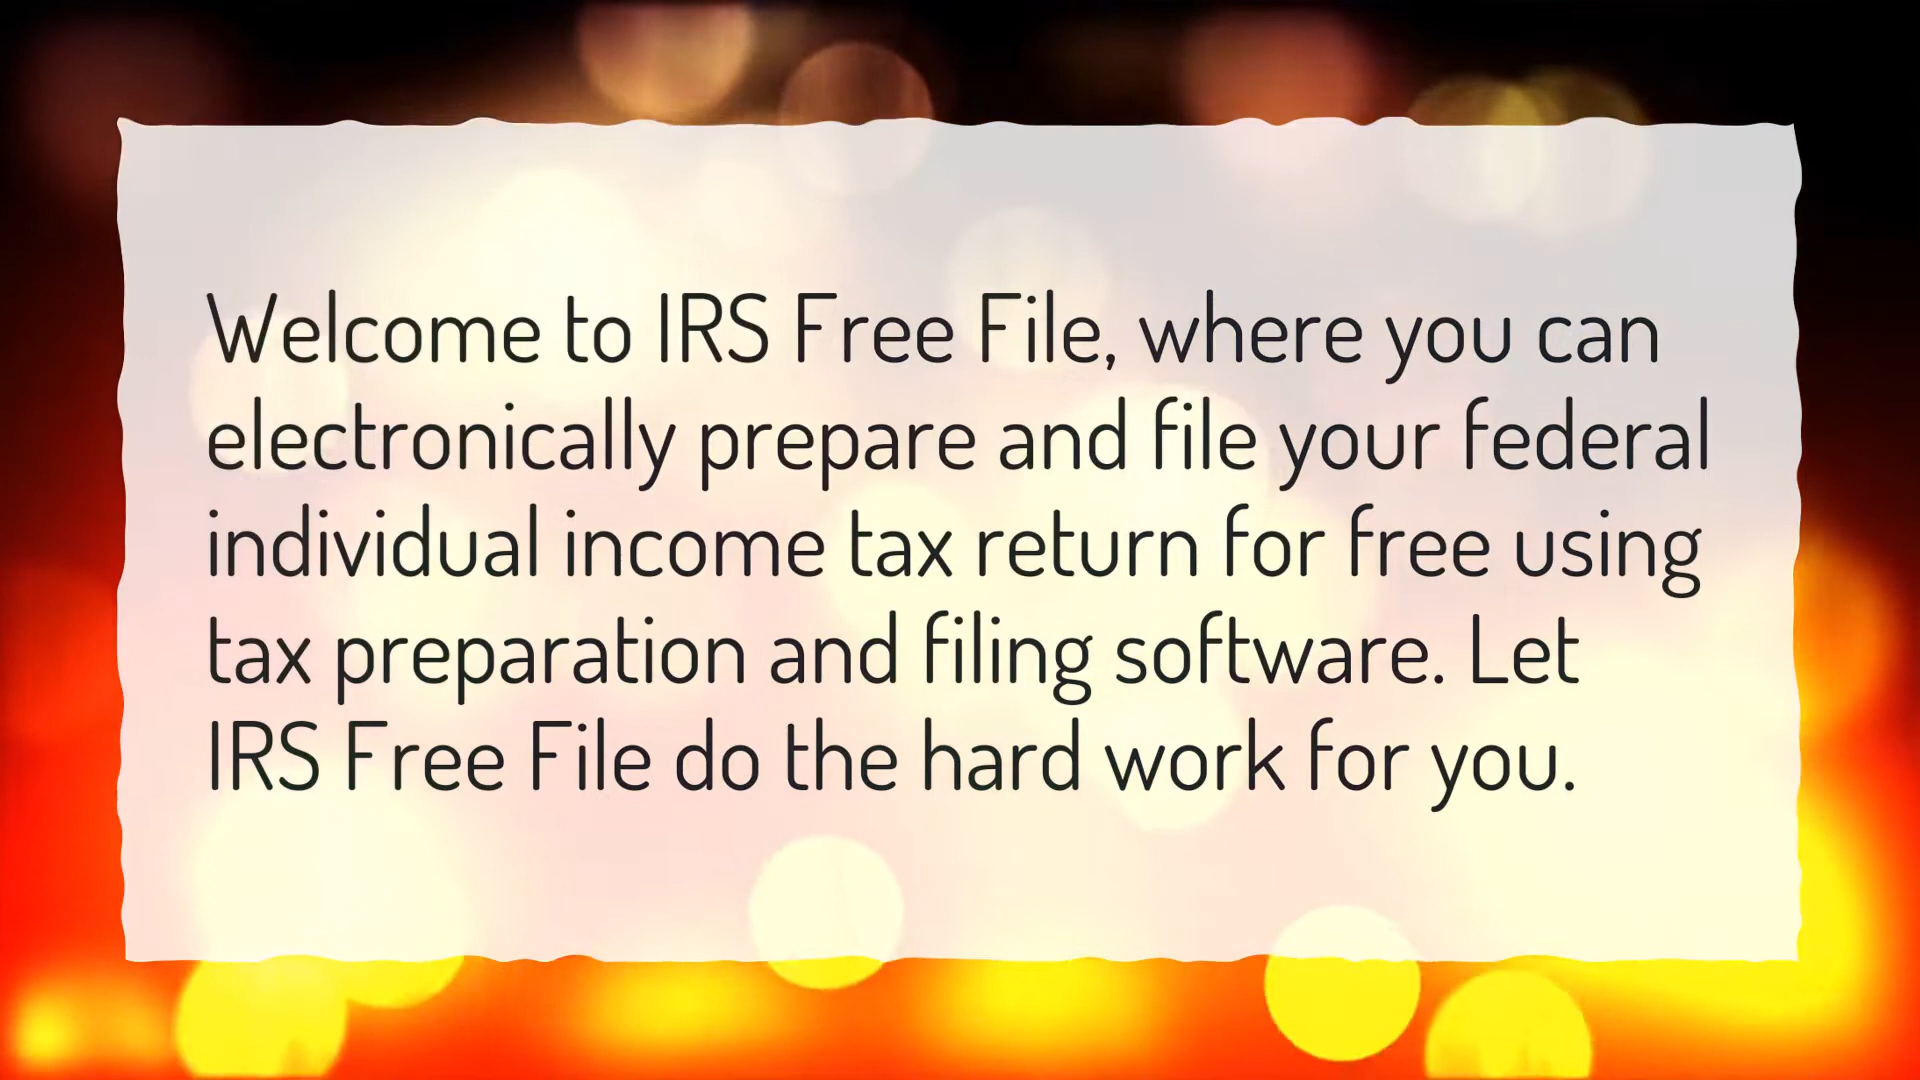 Welcome to IRS Free File, where you can
electronically prepare and file your federal
individual income tax return for free using
tax preparation and filing software. Let
IRS Free File do the hard work for you.